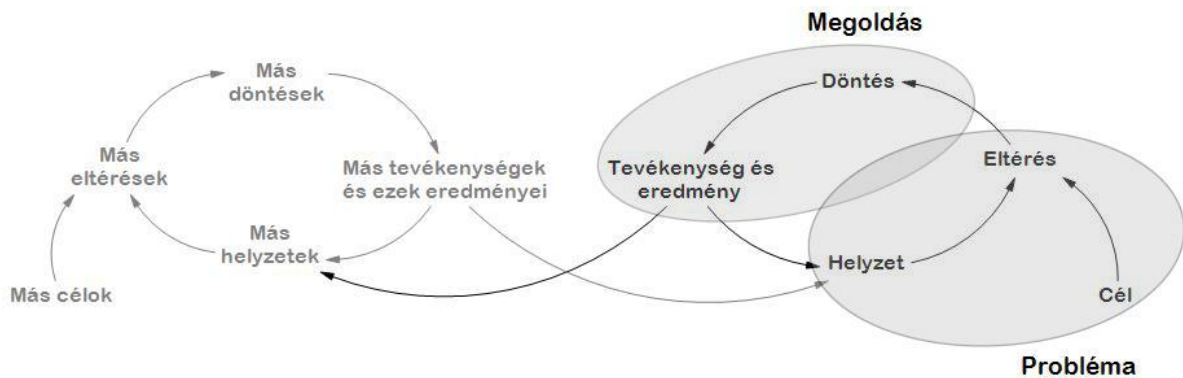 Megoldás
Más
döntések
Döntés
Más
eltérések
Más tevékenységek
és ezek eredményei
Tevékenység és
eredmény
Eltérés
Más
helyzetek
Helyzet
Más célok
Cél
Probléma